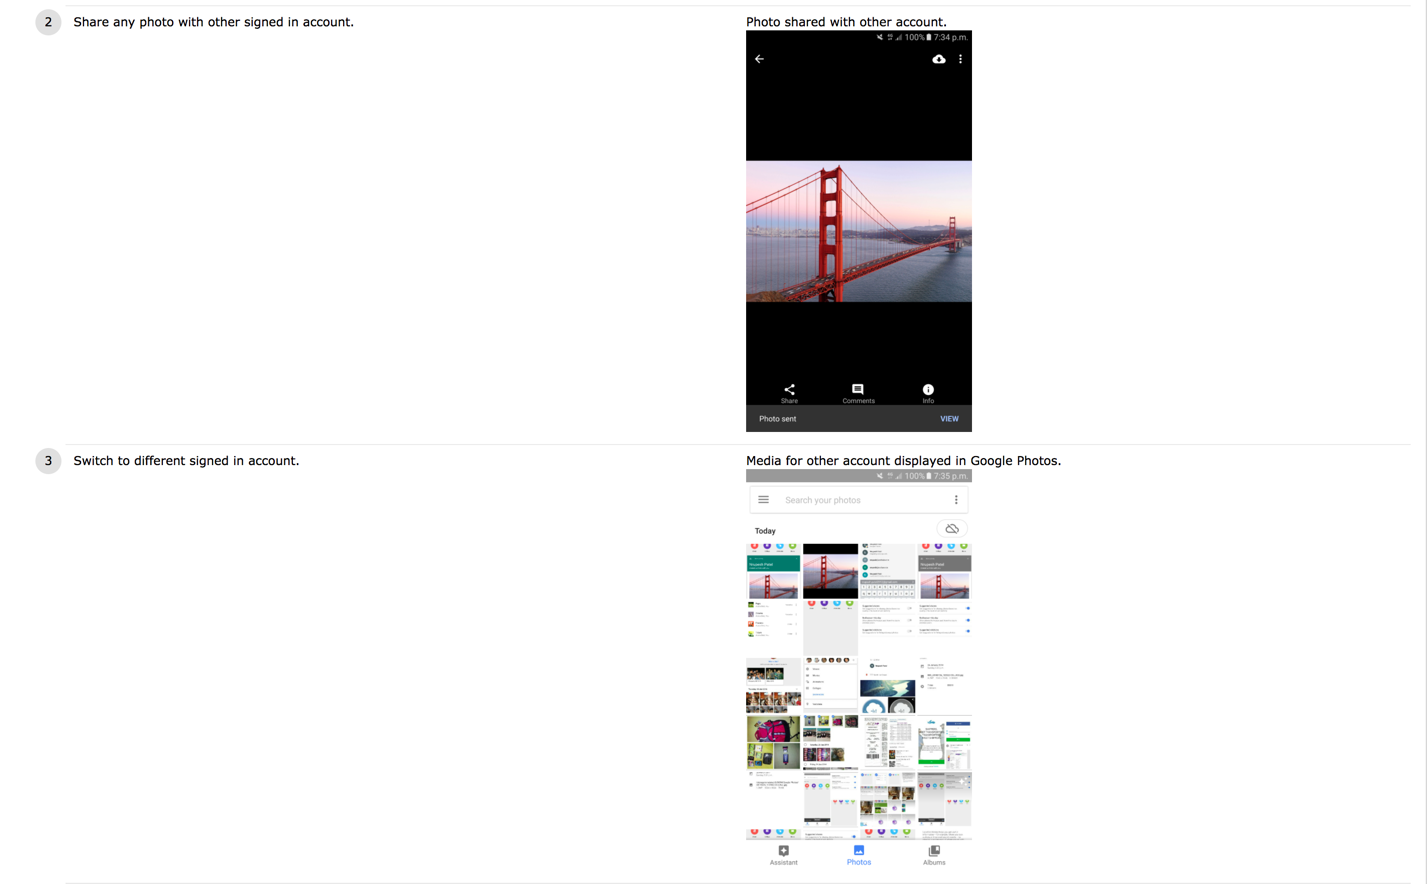 2 Share any photo with other signed in account.
Photo shared with other account.
100% 7:34 p.m.
Share Comments Info
Photo sent VIEW
3 Switch to different signed in account.
Media for other account displayed in Google Photos.
100% 7:35 p.m.
Search your photos
Today
Assistant Photos Albums